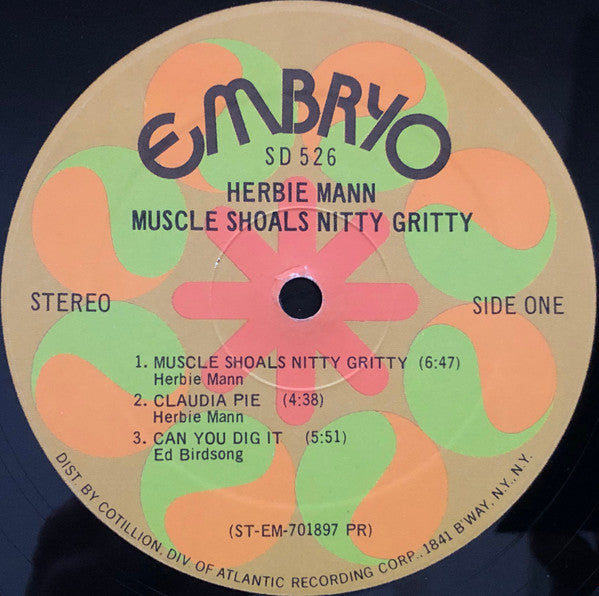 EMBRYO
SD 526
HERBIE MANN
MUSCLE SHOALS NITTY GRITTY
STEREO
SIDE ONE
1. MUSCLE SHOALS NITTY GRITTY (6:47)
Herbie Mann
2. CLAUDIA PIE (4:38)
Herbie Mann
3. CAN YOU DIG IT (5:51)
Ed Birdsong
(ST-EM-701897 PR)
DIST. BY COTILLION, DIV OF ATLANTIC RECORDING CORP., 1841 B'WAY, N.Y., N.Y.